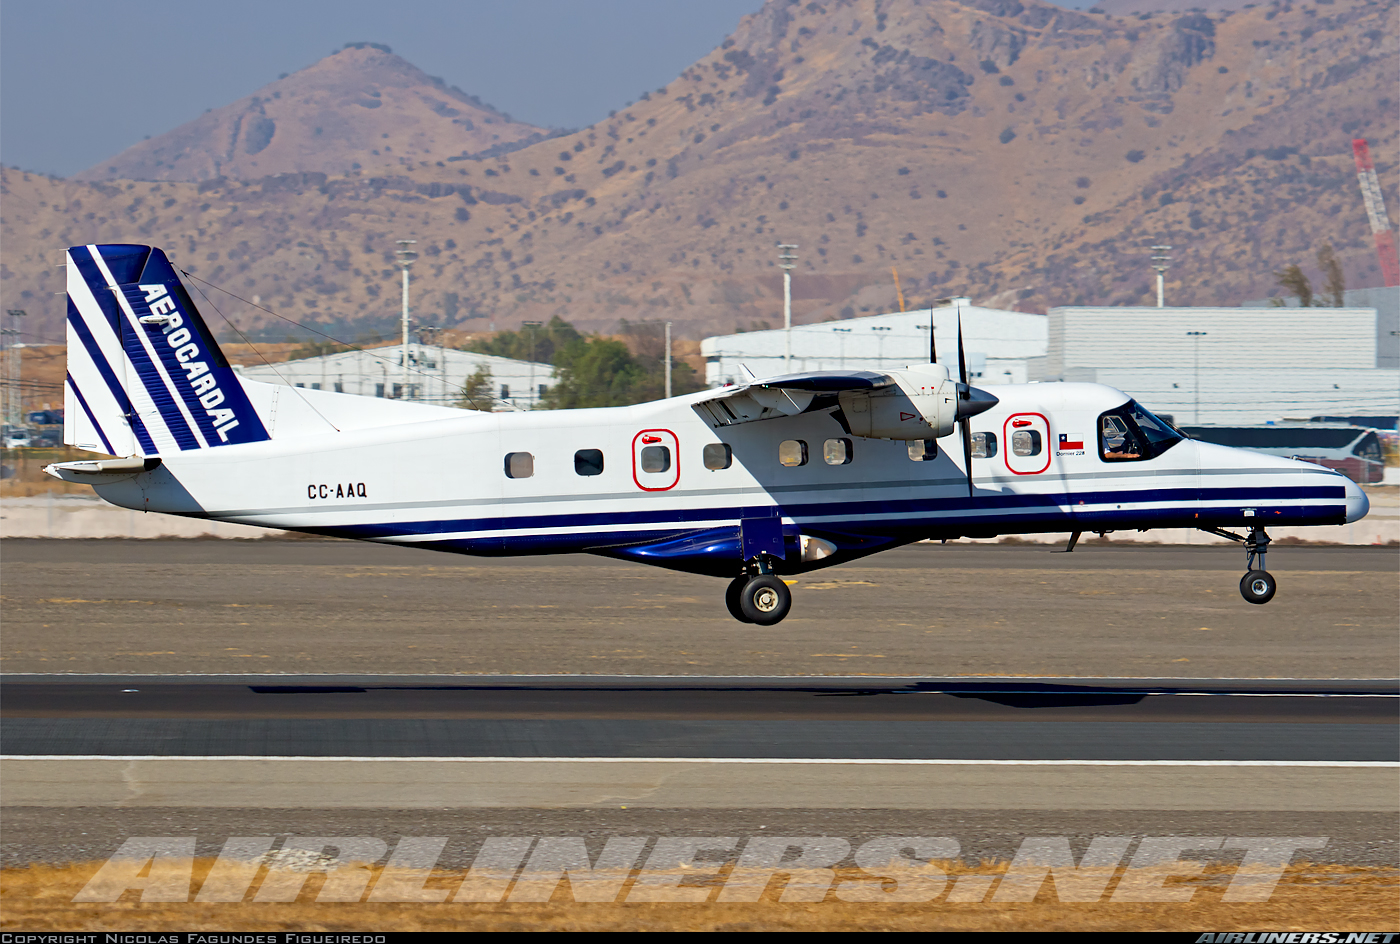 AEROCARDAL
CC-AAQ
Dornier 228
AIRLINERS.NET
Copyright Nicolas Fagundes Figueiredo
AIRLINERS.NET